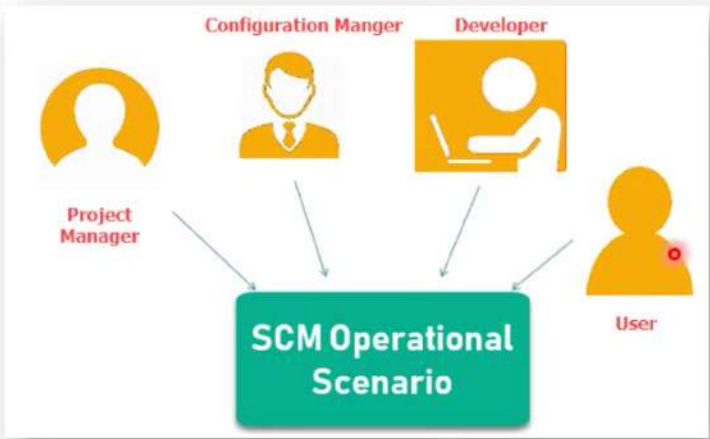 Configuration Manger
Developer
Project
Manager
User
SCM Operational
Scenario